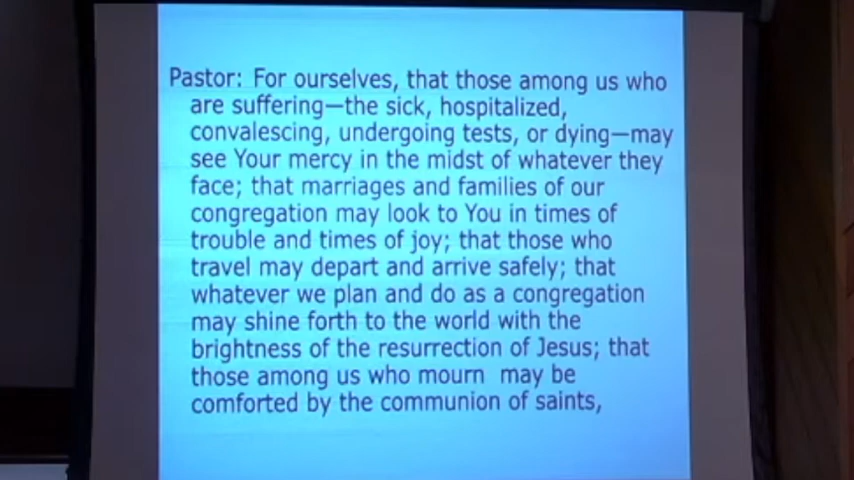 Pastor: For ourselves, that those among us who
are suffering—the sick, hospitalized,
convalescing, undergoing tests, or dying—may
see Your mercy in the midst of whatever they
face; that marriages and families of our
congregation may look to You in times of
trouble and times of joy; that those who
travel may depart and arrive safely; that
whatever we plan and do as a congregation
may shine forth to the world with the
brightness of the resurrection of Jesus; that
those among us who mourn  may be
comforted by the communion of saints,